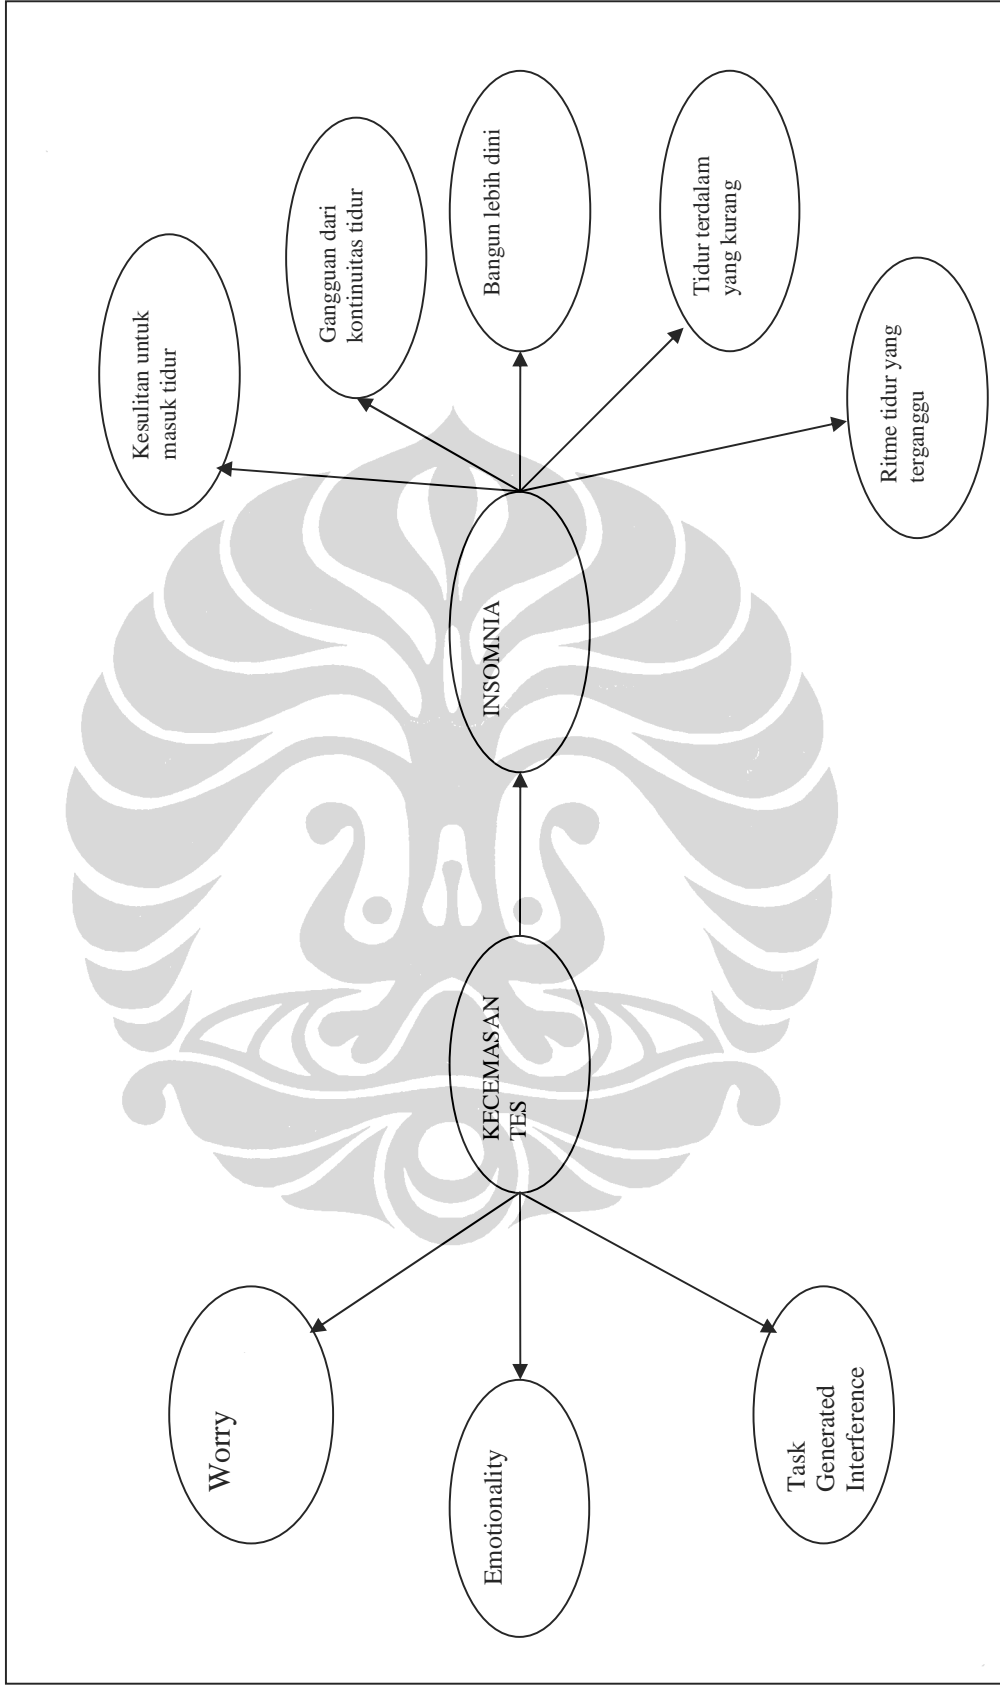 Worry
Emotionality
Task
Generated
Interference
KECEMASAN
TES
INSOMNIA
Kesulitan untuk
masuk tidur
Gangguan dari
kontinuitas tidur
Bangun lebih dini
Tidur terdalam
yang kurang
Ritme tidur yang
terganggu